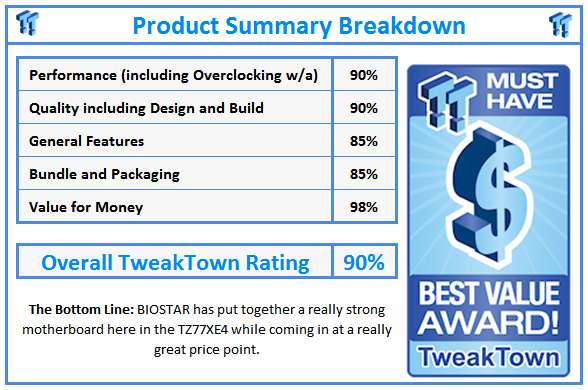 Product Summary Breakdown
Performance (including Overclocking w/a) 90%
Quality including Design and Build 90%
General Features 85%
Bundle and Packaging 85%
Value for Money 98%
Overall TweakTown Rating 90%
The Bottom Line: BIOSTAR has put together a really strong
motherboard here in the TZ77XE4 while coming in at a really
great price point.
TT MUST
HAVE
$
BEST VALUE
AWARD!
TweakTown